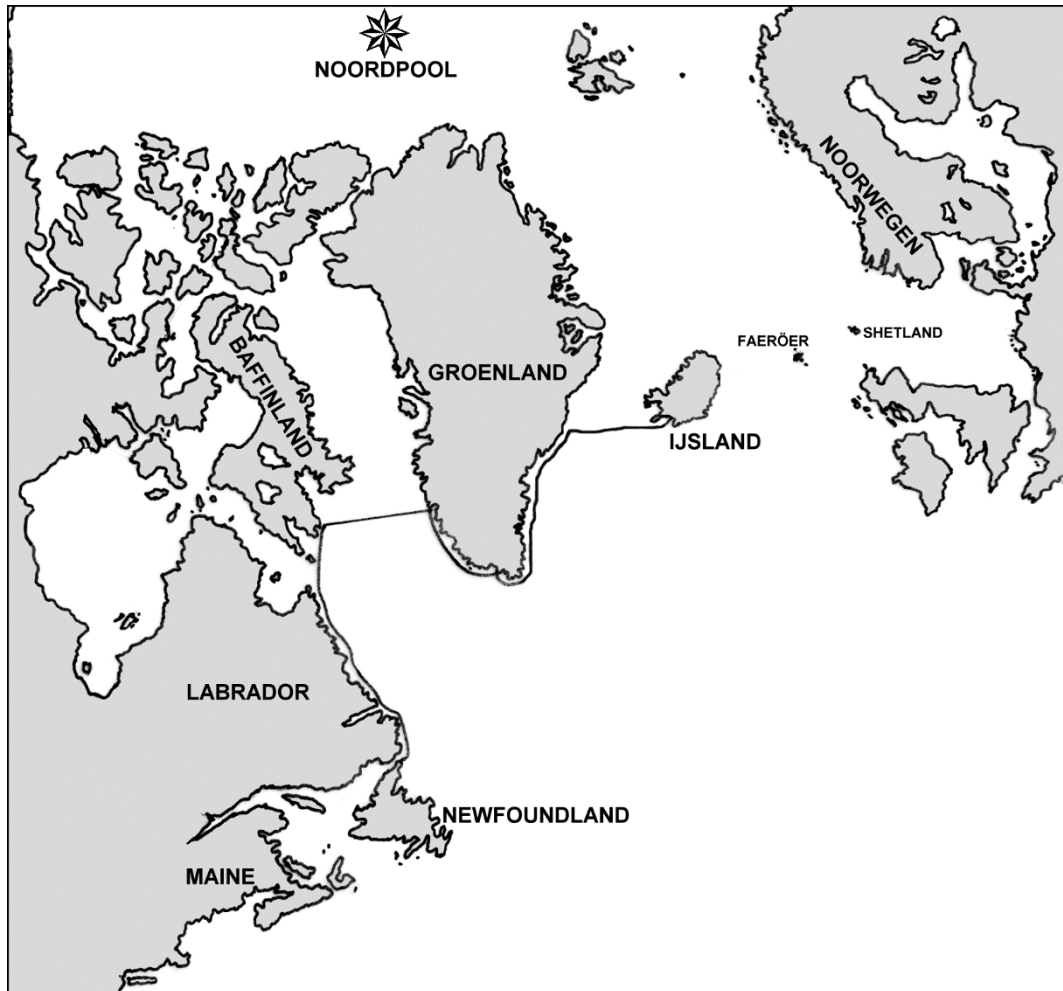 NOORDPOOL
NOORWEGEN
BAFFINLAND
GROENLAND
FAERÖER
SHETLAND
IJSLAND
LABRADOR
NEWFOUNDLAND
MAINE